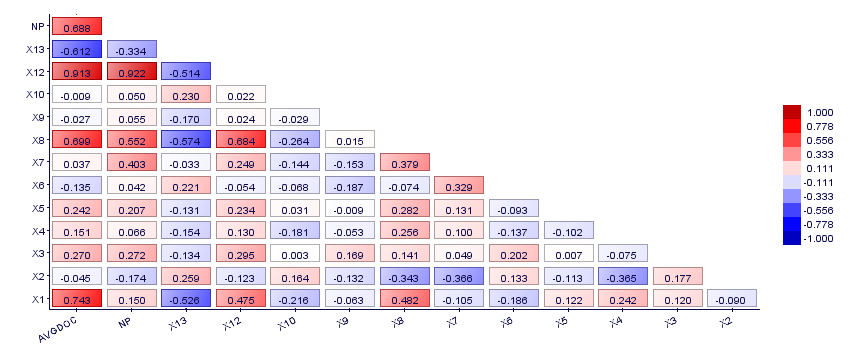 NP 0.688
X13 -0.612 -0.334
X12 0.913 0.922 -0.514
X10 -0.009 0.050 0.230 0.022
X9 -0.027 0.055 -0.170 0.024 -0.029
X8 0.699 0.552 -0.574 0.684 -0.264 0.015
X7 0.037 0.403 -0.033 0.249 -0.144 -0.153 0.379
X6 -0.135 0.042 0.221 -0.054 -0.068 -0.187 -0.074 0.329
X5 0.242 0.207 -0.131 0.234 0.031 -0.009 0.282 0.131 -0.093
X4 0.151 0.066 -0.154 0.130 -0.181 -0.053 0.256 0.100 -0.137 -0.102
X3 0.270 0.272 -0.134 0.295 0.003 0.169 0.141 0.049 0.202 0.007 -0.075
X2 -0.045 -0.174 0.259 -0.123 0.164 -0.132 -0.343 -0.366 0.133 -0.113 -0.365 0.177
X1 0.743 0.150 -0.526 0.475 -0.216 -0.063 0.482 -0.105 -0.186 0.122 0.242 0.120 -0.090
AVGDOC NP X13 X12 X10 X9 X8 X7 X6 X5 X4 X3 X2
1.000
0.778
0.556
0.333
0.111
-0.111
-0.333
-0.556
-0.778
-1.000